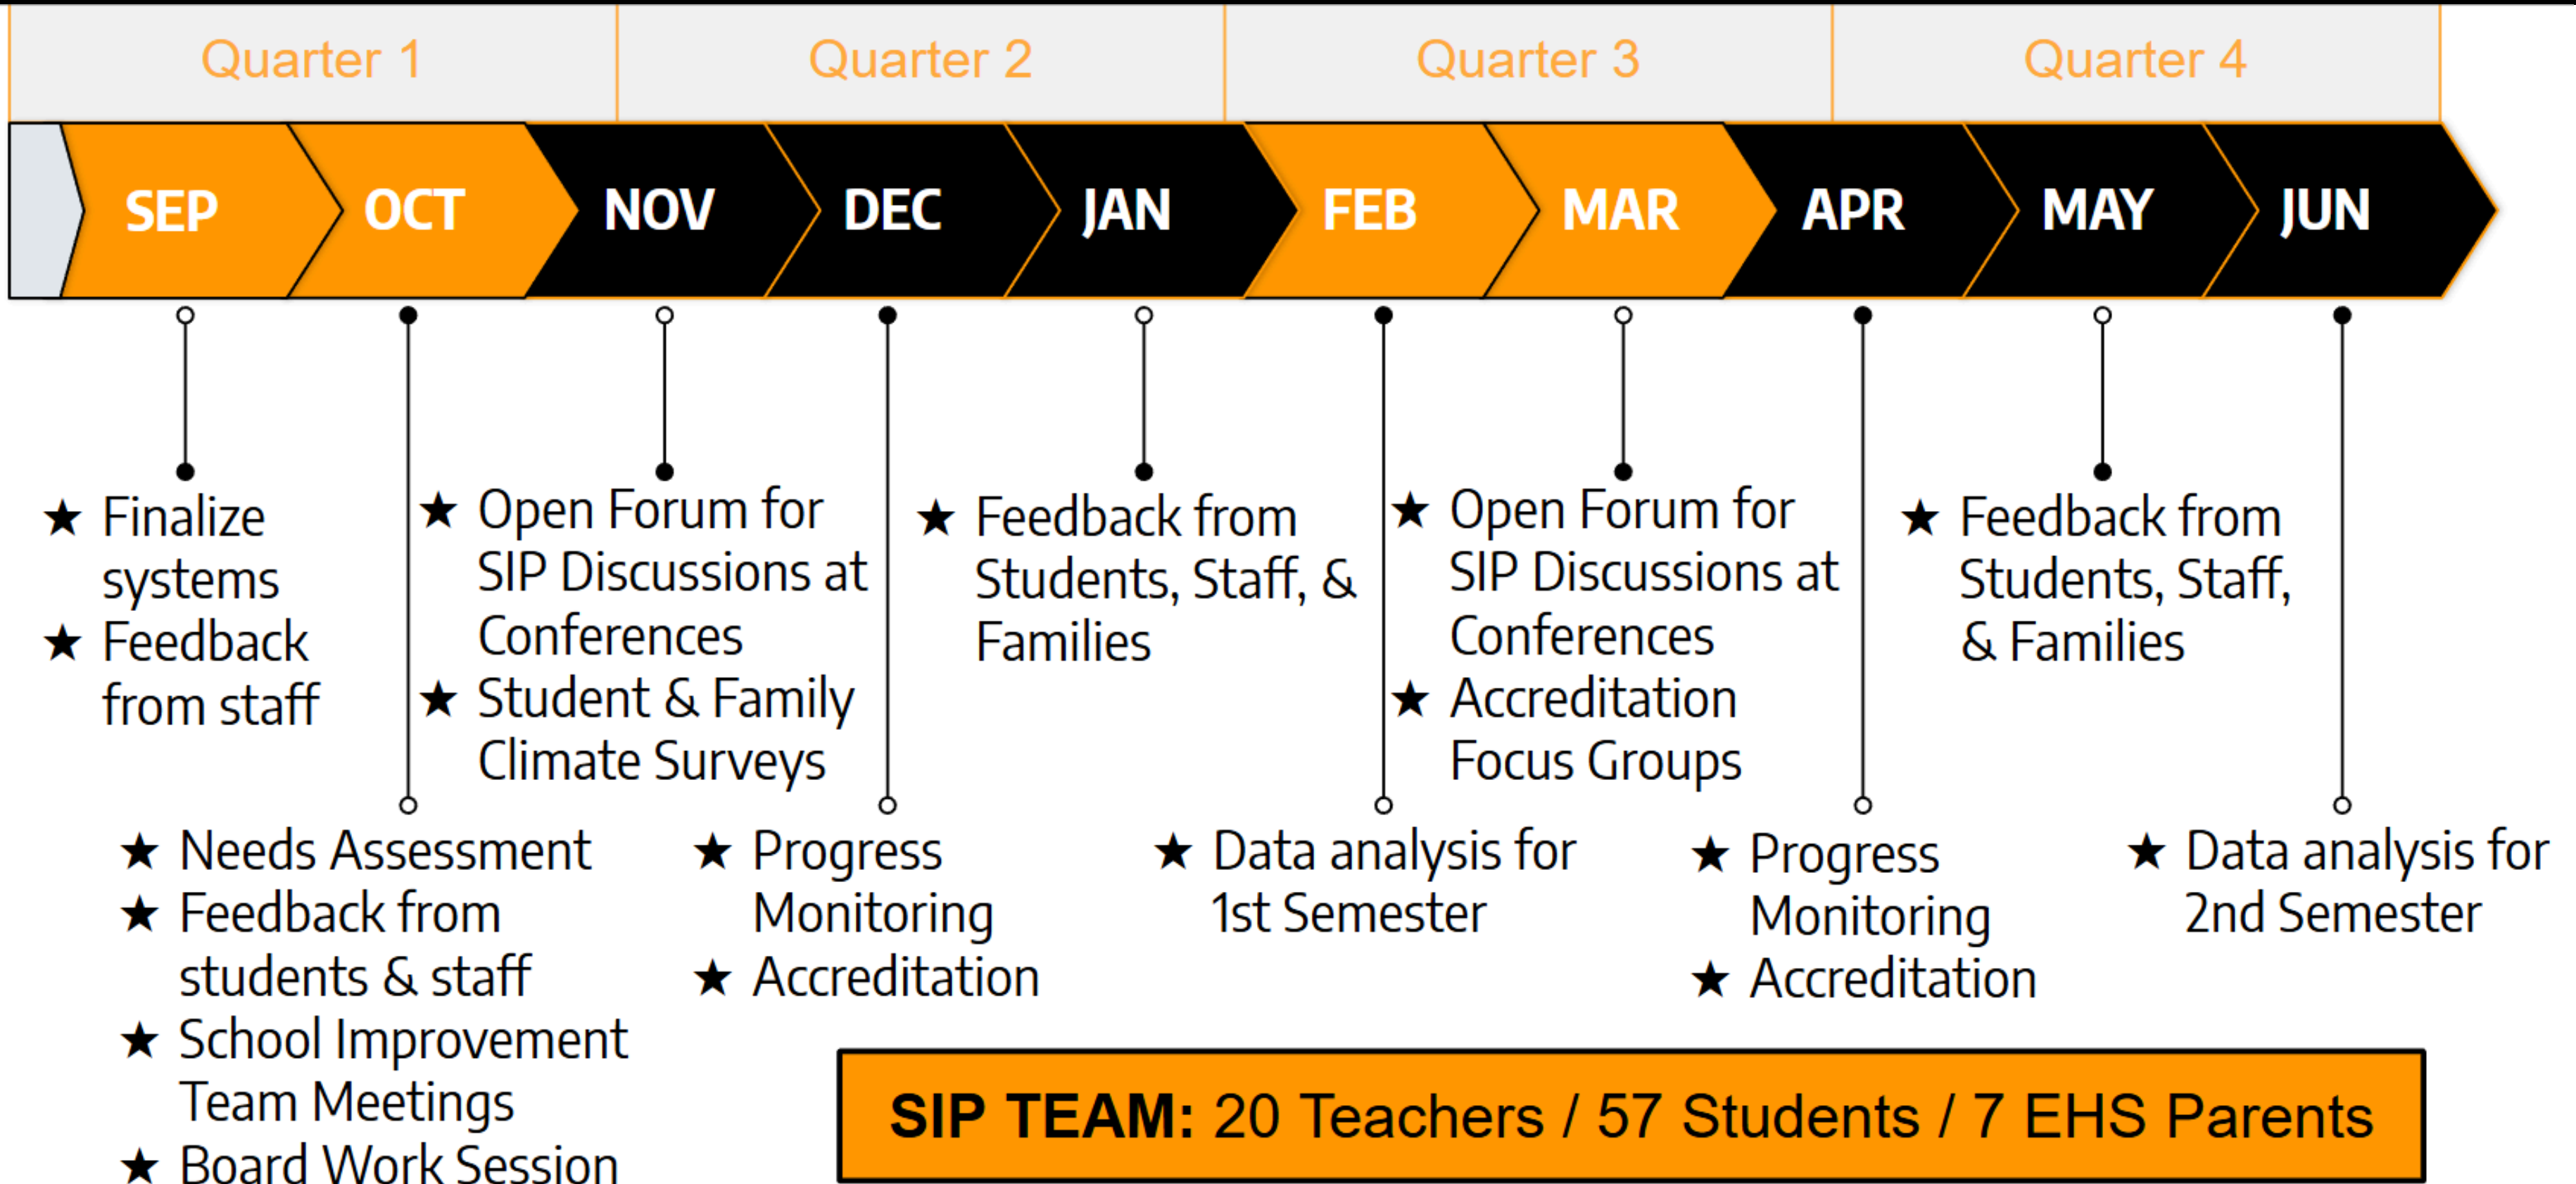 Quarter 1
Quarter 2
Quarter 3
Quarter 4
SEP
OCT
NOV
DEC
JAN
FEB
MAR
APR
MAY
JUN
★ Finalize
systems
★ Feedback
from staff
★ Open Forum for
SIP Discussions at
Conferences
★ Student & Family
Climate Surveys
★ Feedback from
Students, Staff, &
Families
★ Open Forum for
SIP Discussions at
Conferences
★ Accreditation
Focus Groups
★ Feedback from
Students, Staff,
& Families
★ Needs Assessment
★ Feedback from
students & staff
★ School Improvement
Team Meetings
★ Board Work Session
★ Progress
Monitoring
★ Accreditation
★ Data analysis for
1st Semester
★ Progress
Monitoring
★ Accreditation
★ Data analysis for
2nd Semester
SIP TEAM: 20 Teachers / 57 Students / 7 EHS Parents